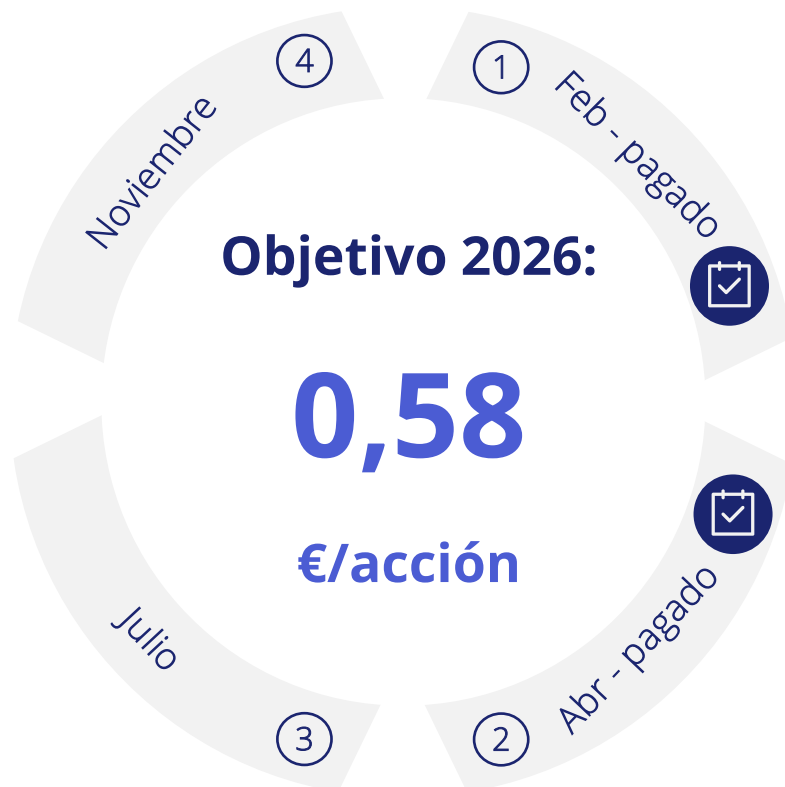 Objetivo 2026:
0,58
€/acción
1
Feb - pagado
2
Abr - pagado
3
Julio
4
Noviembre